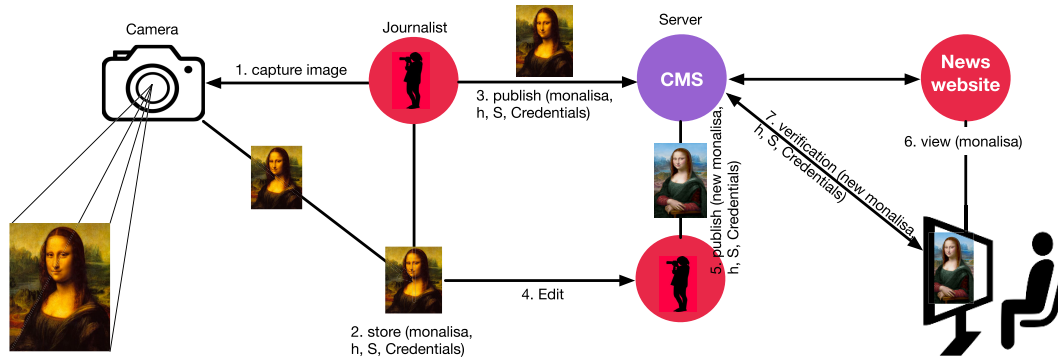 Camera
Journalist
Server
1. capture image
3. publish (monalisa,
h, S, Credentials)
CMS
News
website
6. view (monalisa)
7. verification (new monalisa,
h, S, Credentials)
5. publish (new monalisa,
h, S, Credentials)
4. Edit
2. store (monalisa,
h, S, Credentials)